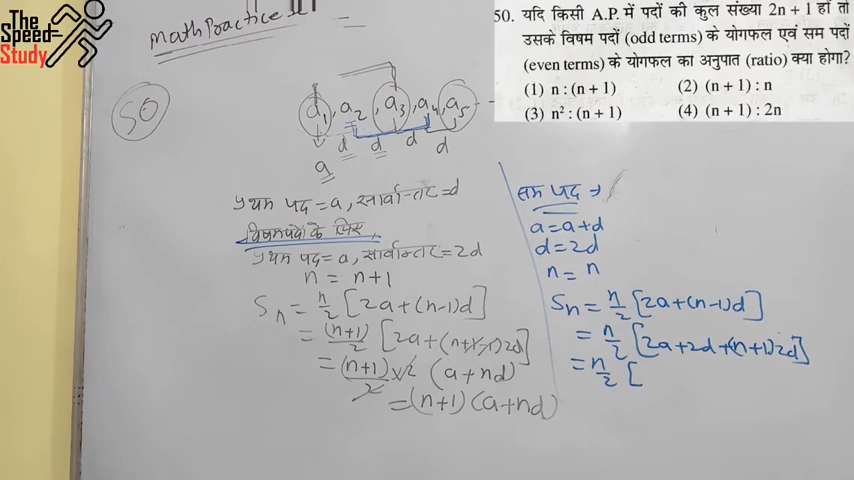 The
Speed
Study
Math Practice set
50
a₁, a₂, a₃, a₄, a₅ --
d d d d
a
प्रथम पद = a, सार्वान्तर = d
विषम पदों के लिए,
प्रथम पद = a, सार्वान्तर = 2d
n = n+1
Sₙ = n/2 [2a+(n-1)d]
= (n+1)/2 [2a+(n+1-1)2d]
= (n+1)/2 × 2 (a+nd)
= (n+1) (a+nd)
50. यदि किसी A.P. में पदों की कुल संख्या 2n + 1 हों तो
उसके विषम पदों (odd terms) के योगफल एवं सम पदों
(even terms) के योगफल का अनुपात (ratio) क्या होगा?
(1) n : (n + 1) (2) (n + 1) : n
(3) n² : (n + 1) (4) (n + 1) : 2n
सम पद →
a = a+d
d = 2d
n = n
Sn = n/2 [2a+(n-1)d]
= n/2 [2a+2d+(n+1)2d]
= n/2 [